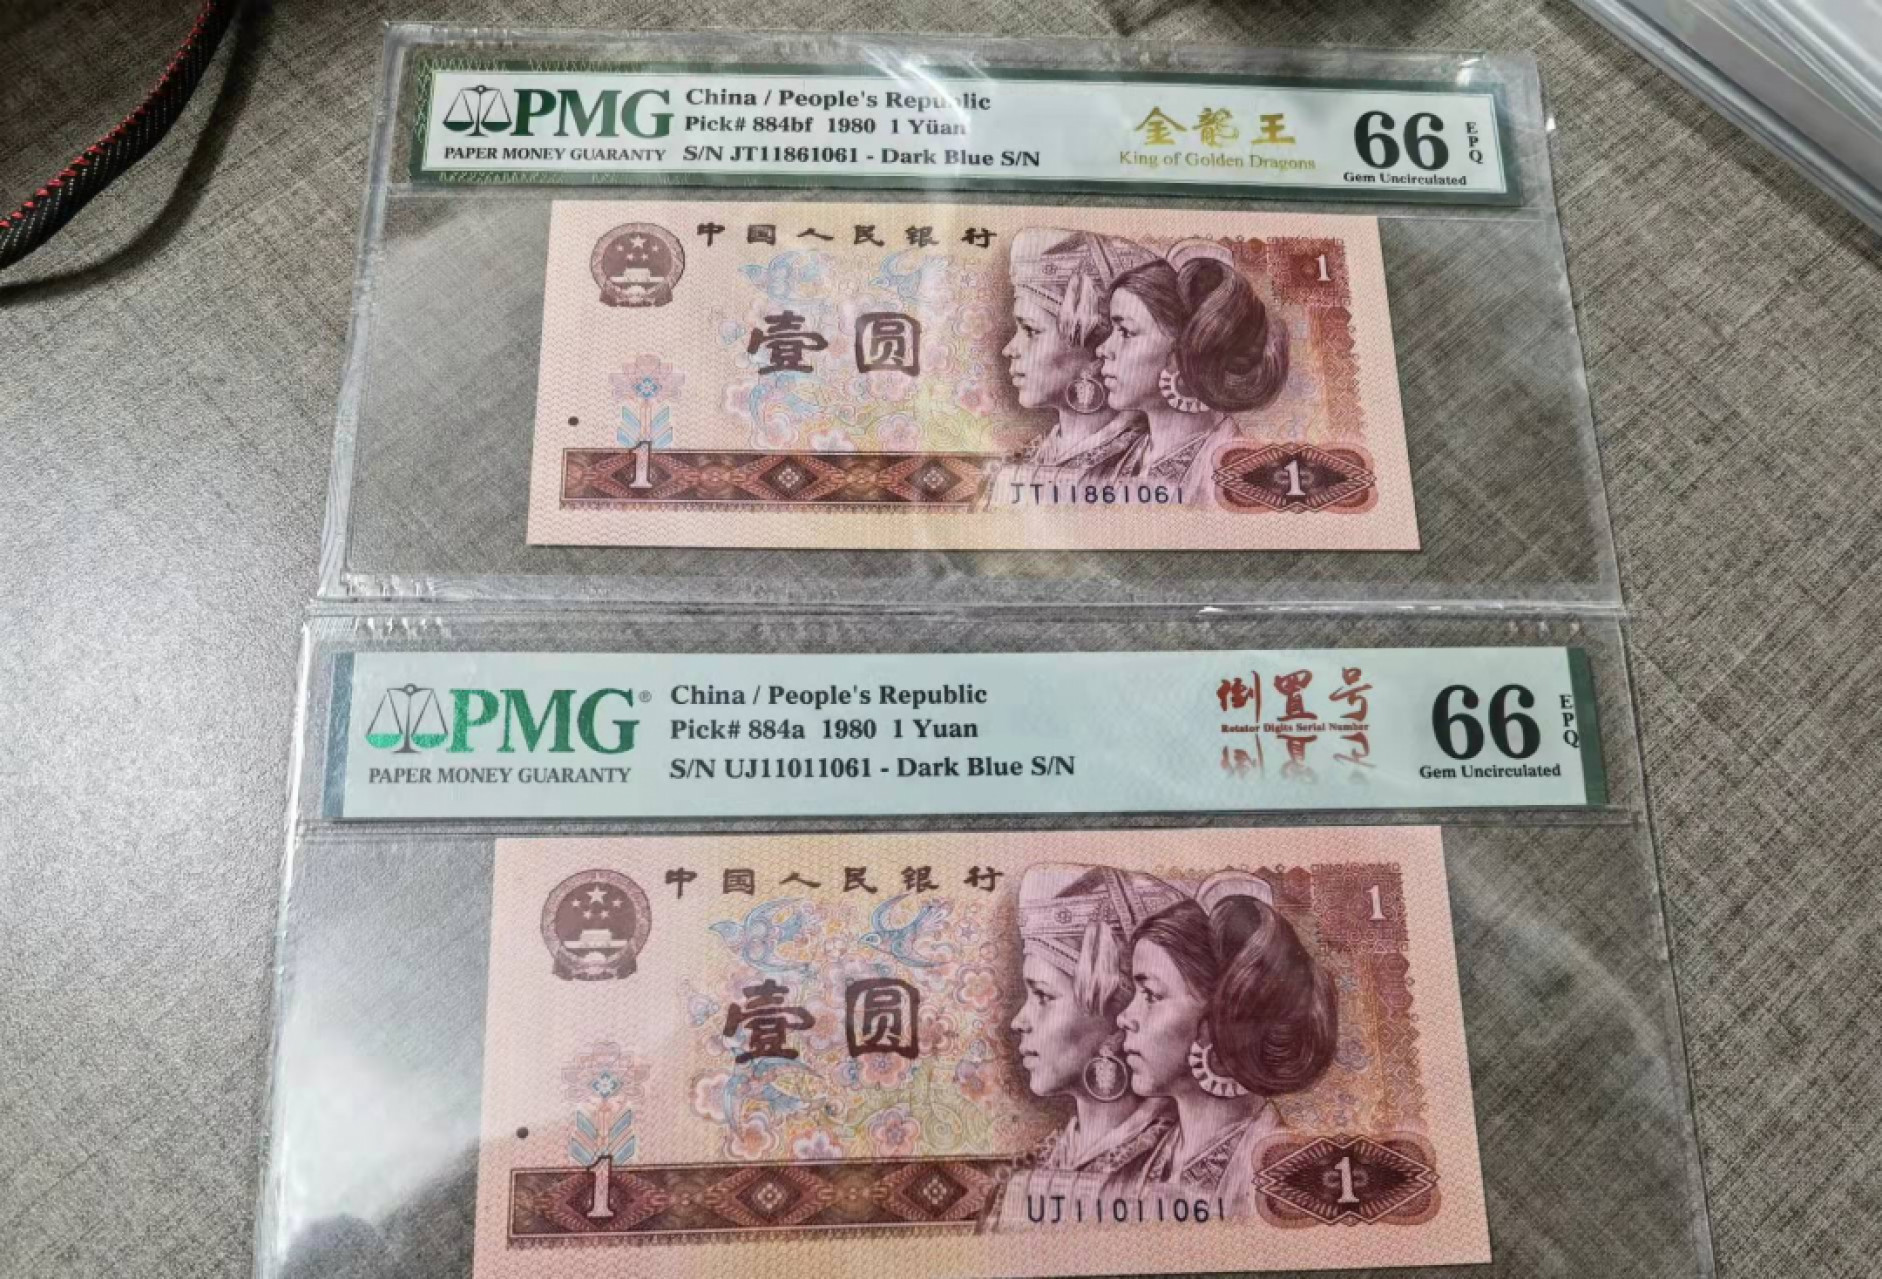 PMG
PAPER MONEY GUARANTY
China / People's Republic
Pick# 884bf 1980 1 Yüan
S/N JT11861061 - Dark Blue S/N
金龍王
King of Golden Dragons
66
EPQ
Gem Uncirculated
中国人民银行
1
壹圆
1
JT11861061
1
PMG®
PAPER MONEY GUARANTY
China / People's Republic
Pick# 884a 1980 1 Yuan
S/N UJ11011061 - Dark Blue S/N
倒置号
Rotator Digits Serial Number
66
EPQ
Gem Uncirculated
中国人民银行
1
壹圆
1
UJ11011061
1